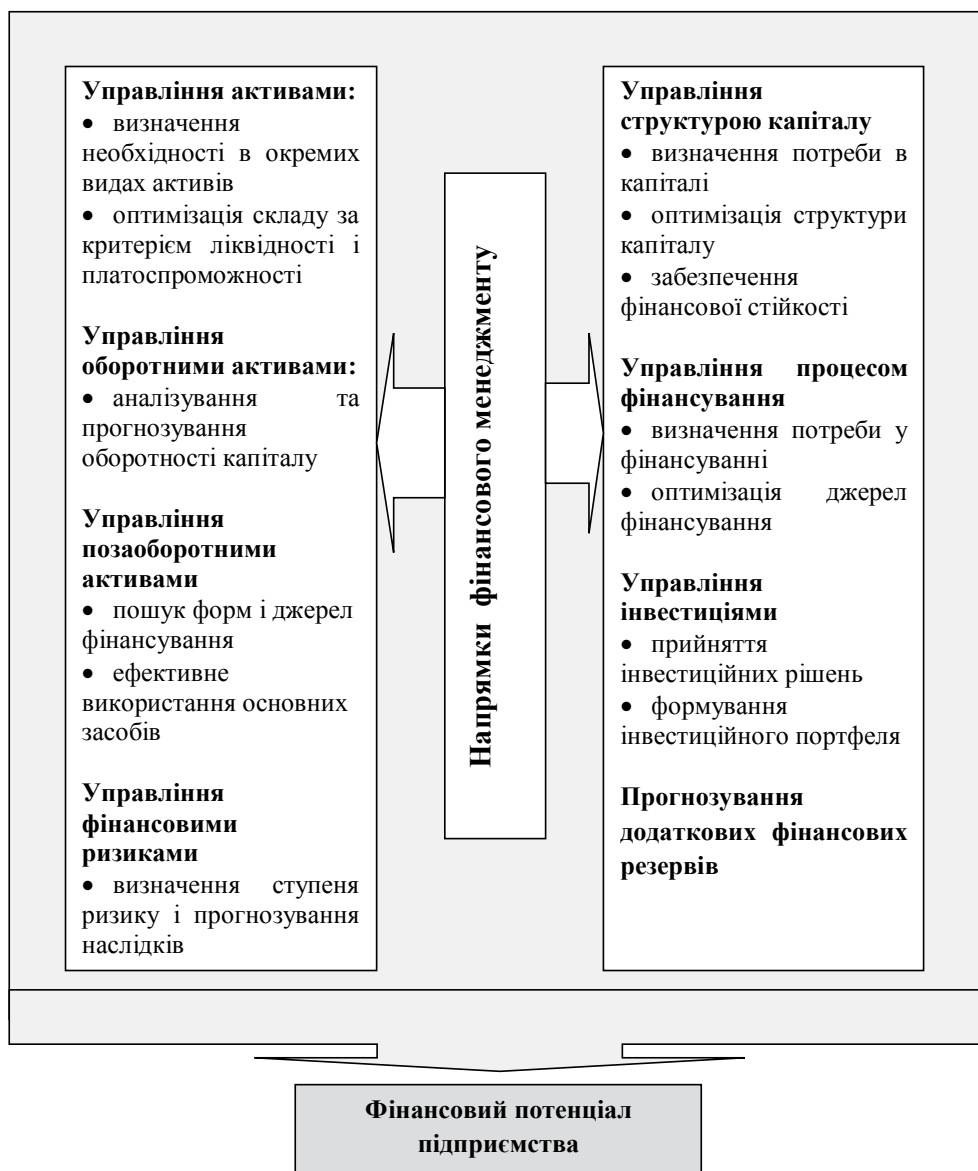 Управління активами:
• визначення
необхідності в окремих
видах активів
• оптимізація складу за
критерієм ліквідності і
платоспроможності
Управління
оборотними активами:
• аналізування та
прогнозування
оборотності капіталу
Управління
позаоборотними
активами
• пошук форм і джерел
фінансування
• ефективне
використання основних
засобів
Управління
фінансовими
ризиками
• визначення ступеня
ризику і прогнозування
наслідків
Напрямки фінансового менеджменту
Управління
структурою капіталу
• визначення потреби в
капіталі
• оптимізація структури
капіталу
• забезпечення
фінансової стійкості
Управління процесом
фінансування
• визначення потреби у
фінансуванні
• оптимізація джерел
фінансування
Управління
інвестиціями
• прийняття
інвестиційних рішень
• формування
інвестиційного портфеля
Прогнозування
додаткових фінансових
резервів
Фінансовий потенціал
підприємства